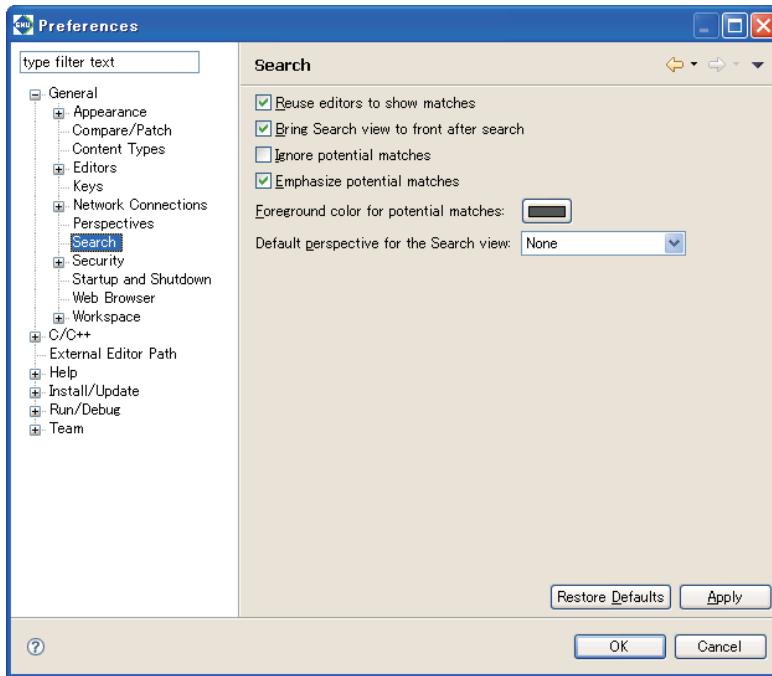 GNU Preferences
type filter text
General
Appearance
Compare/Patch
Content Types
Editors
Keys
Network Connections
Perspectives
Search
Security
Startup and Shutdown
Web Browser
Workspace
C/C++
External Editor Path
Help
Install/Update
Run/Debug
Team
Search
Reuse editors to show matches
Bring Search view to front after search
Ignore potential matches
Emphasize potential matches
Foreground color for potential matches:
Default perspective for the Search view: None
Restore Defaults Apply
? OK Cancel